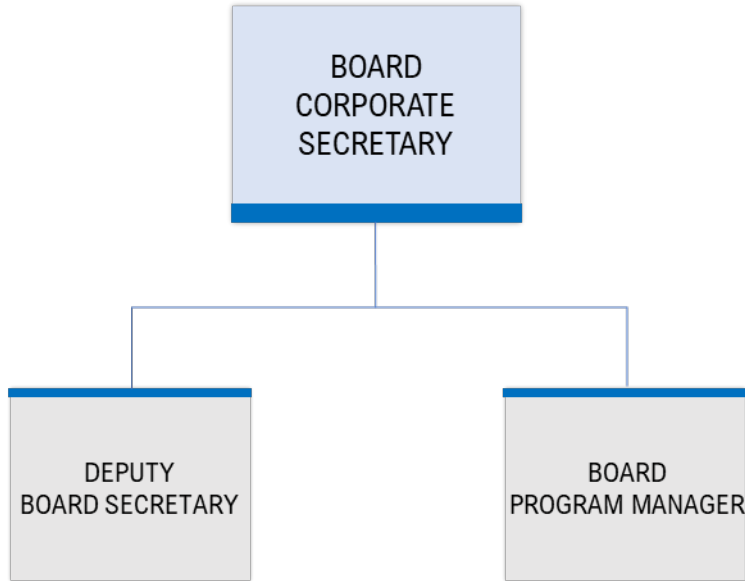 BOARD
CORPORATE
SECRETARY
DEPUTY
BOARD SECRETARY
BOARD
PROGRAM MANAGER